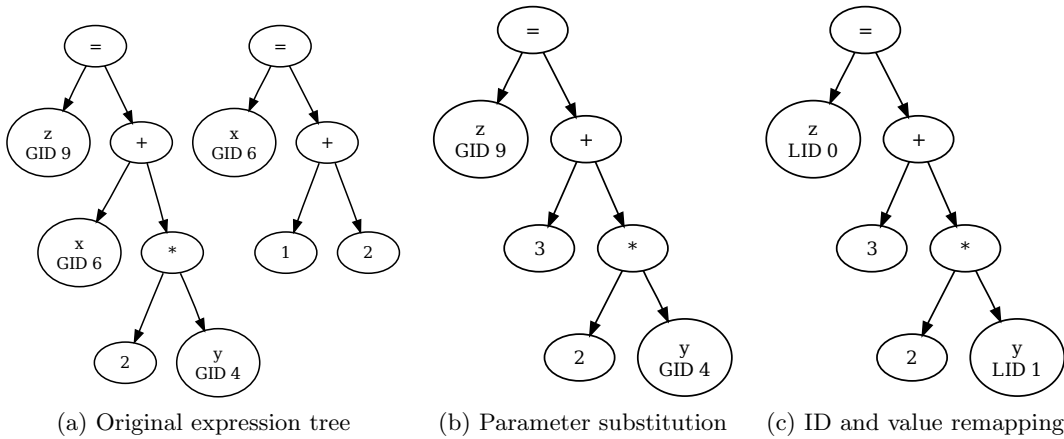 =
=
z
GID 9
+
x
GID 6
+
x
GID 6
*
1
2
2
y
GID 4
(a) Original expression tree
=
z
GID 9
+
3
*
2
y
GID 4
(b) Parameter substitution
=
z
LID 0
+
3
*
2
y
LID 1
(c) ID and value remapping